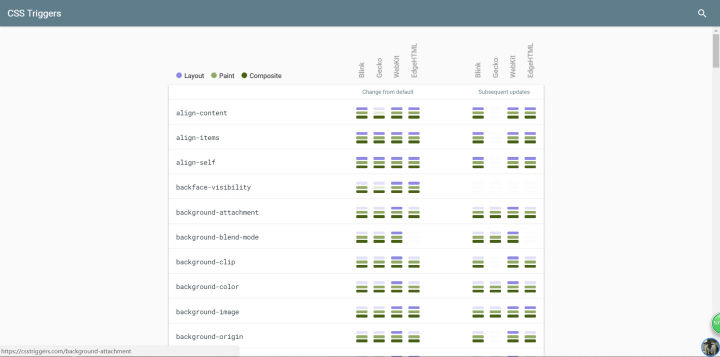 CSS Triggers
Blink Gecko WebKit EdgeHTML Blink Gecko WebKit EdgeHTML
Layout Paint Composite
Change from default Subsequent updates
align-content
align-items
align-self
backface-visibility
background-attachment
background-blend-mode
background-clip
background-color
background-image
background-origin
https://csstriggers.com/background-attachment